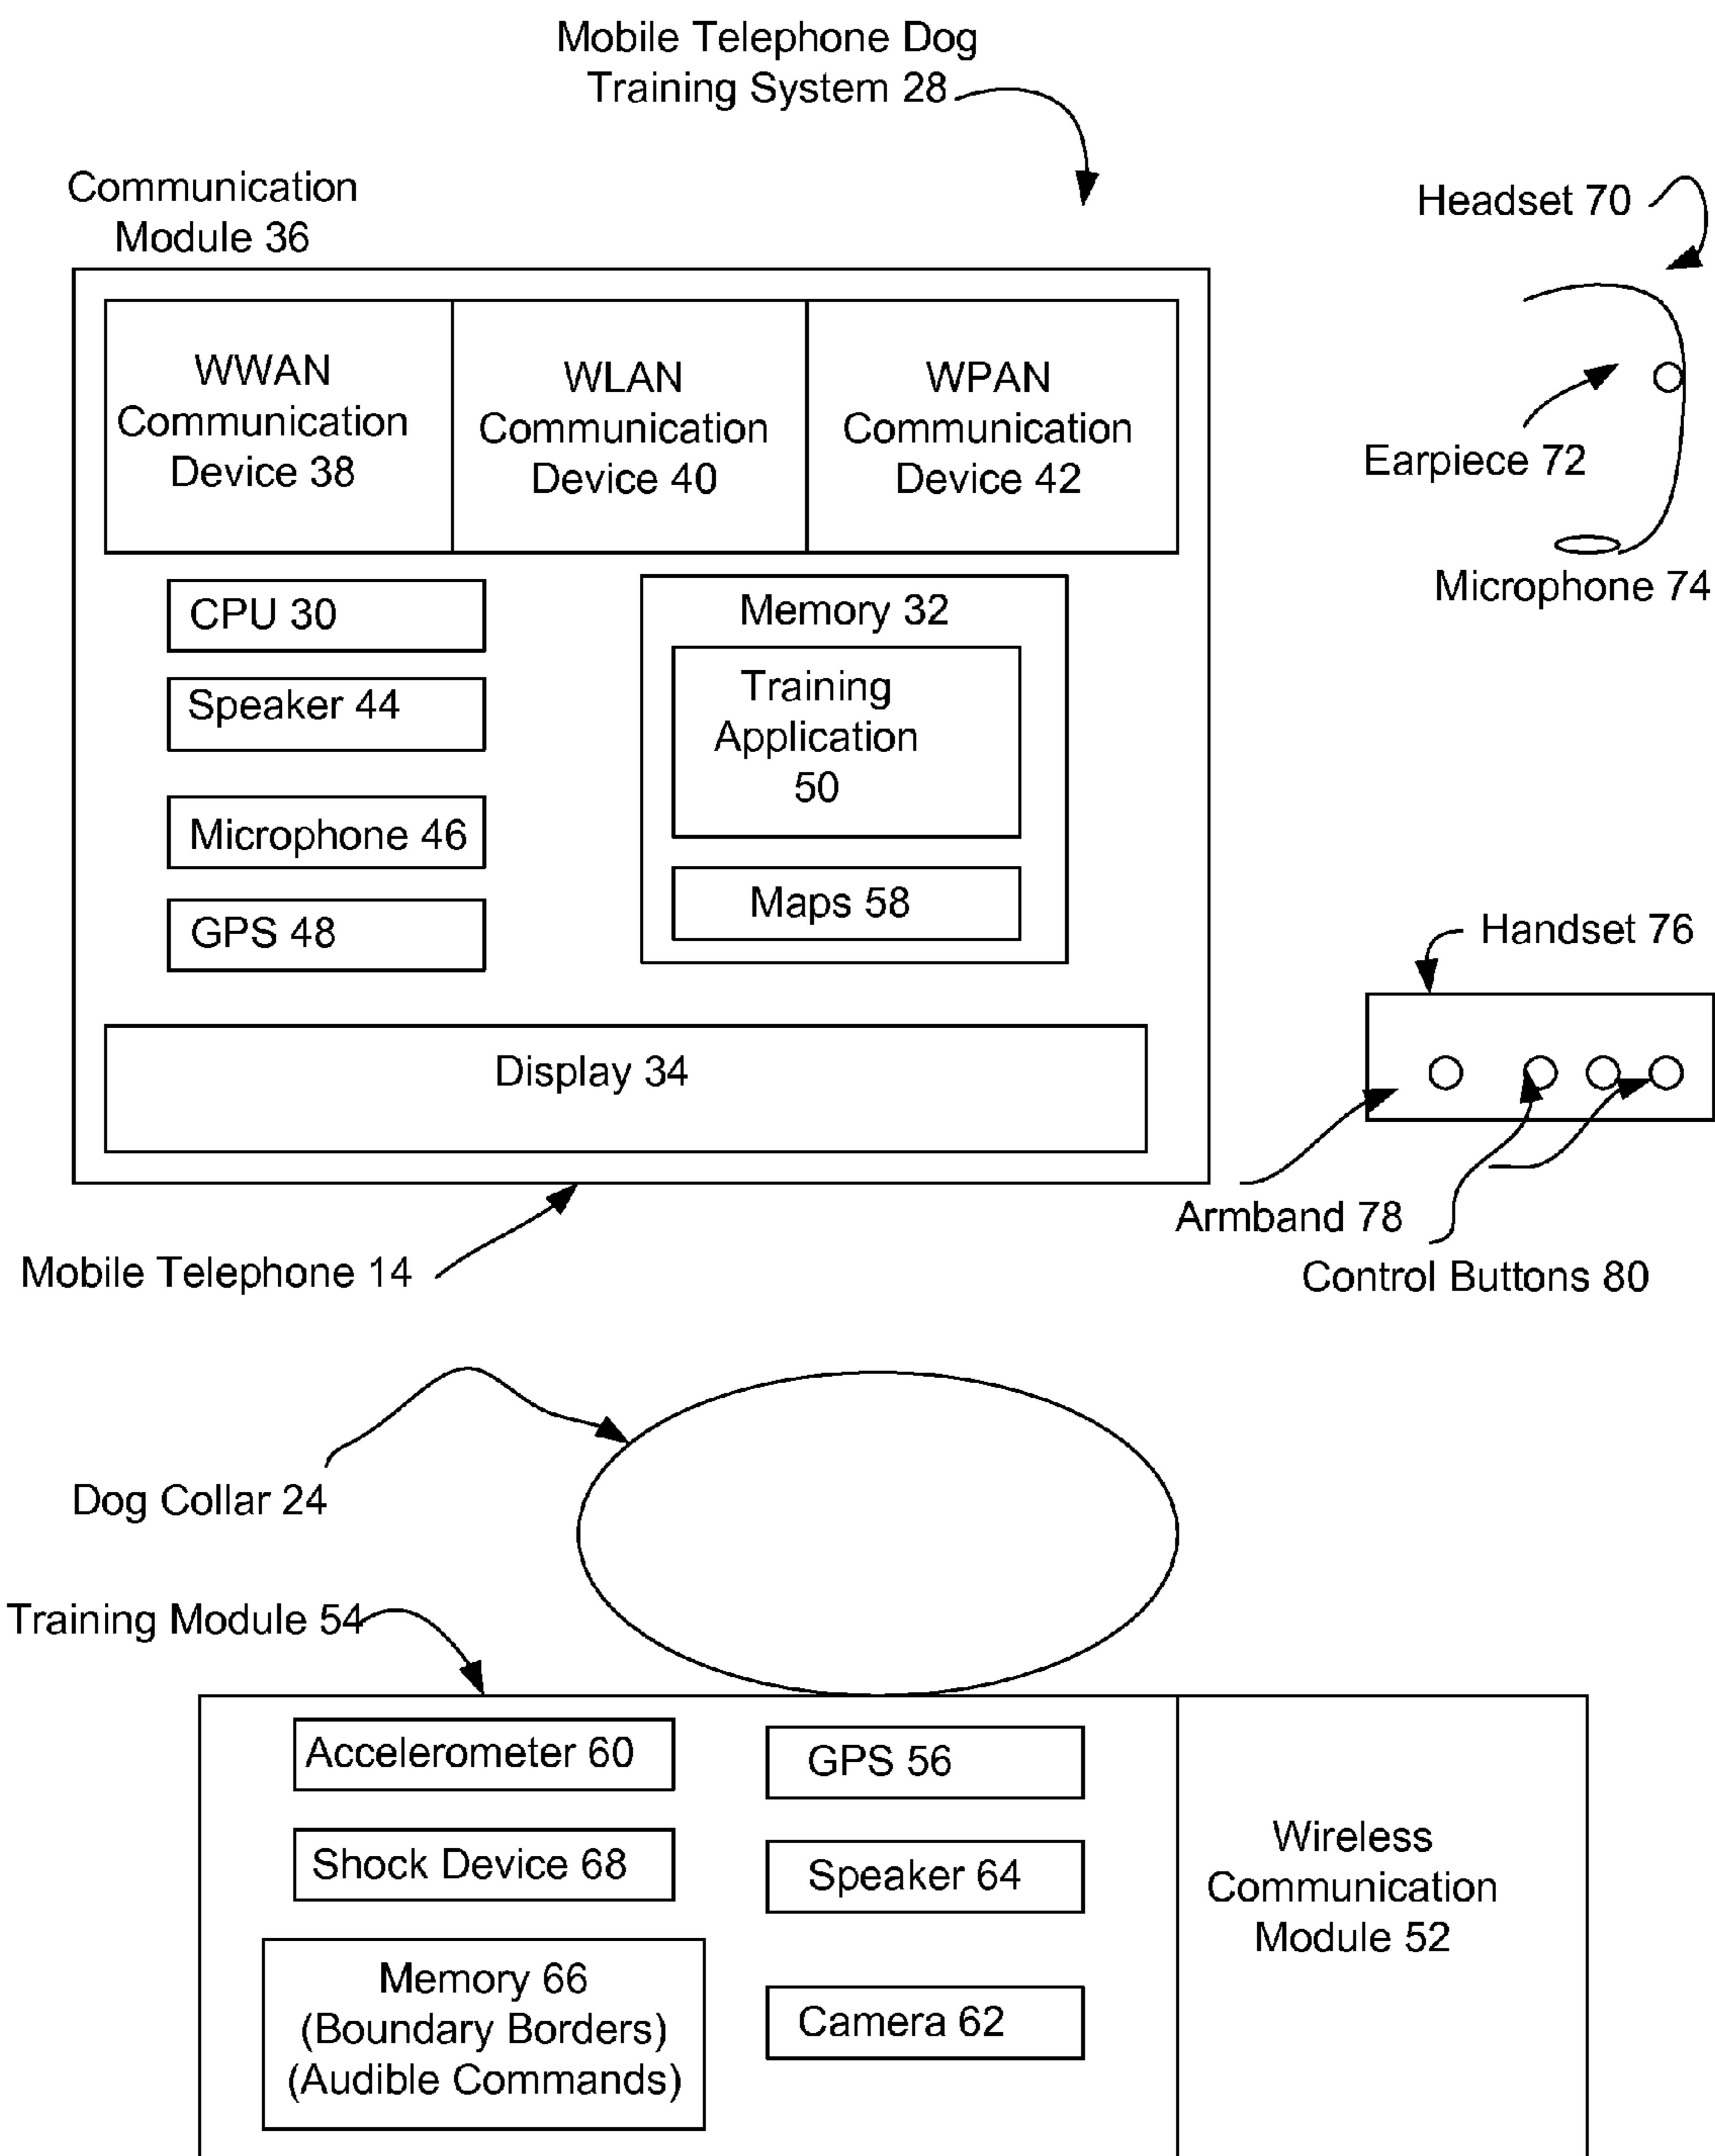 Mobile Telephone Dog
Training System 28
Communication
Module 36
Headset 70
WWAN
Communication
Device 38
WLAN
Communication
Device 40
WPAN
Communication
Device 42
Earpiece 72
Microphone 74
CPU 30
Speaker 44
Microphone 46
GPS 48
Memory 32
Training
Application
50
Maps 58
Handset 76
Display 34
Armband 78
Control Buttons 80
Mobile Telephone 14
Dog Collar 24
Training Module 54
Accelerometer 60
Shock Device 68
Memory 66
(Boundary Borders)
(Audible Commands)
GPS 56
Speaker 64
Camera 62
Wireless
Communication
Module 52